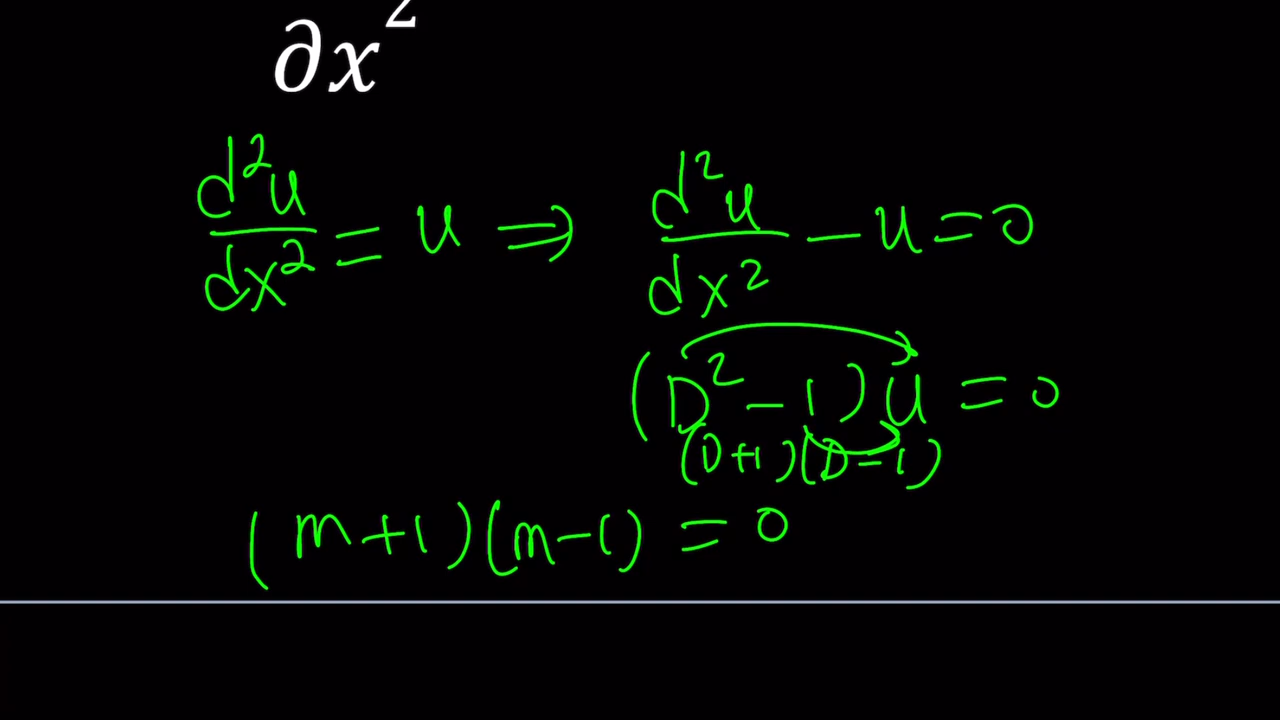 ∂x²
d²u/dx² = u ⇒ d²u/dx² − u = 0
(D² − 1)u = 0
(D+1)(D−1)
(m+1)(m−1) = 0